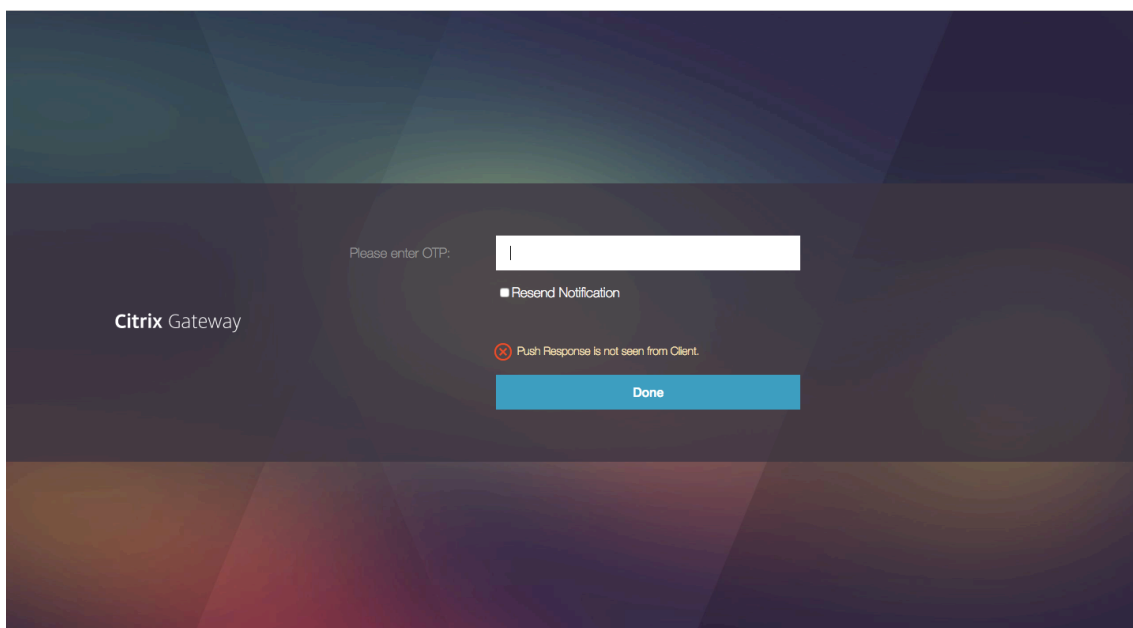 Please enter OTP:
Resend Notification
Citrix Gateway
Push Response is not seen from Client.
Done